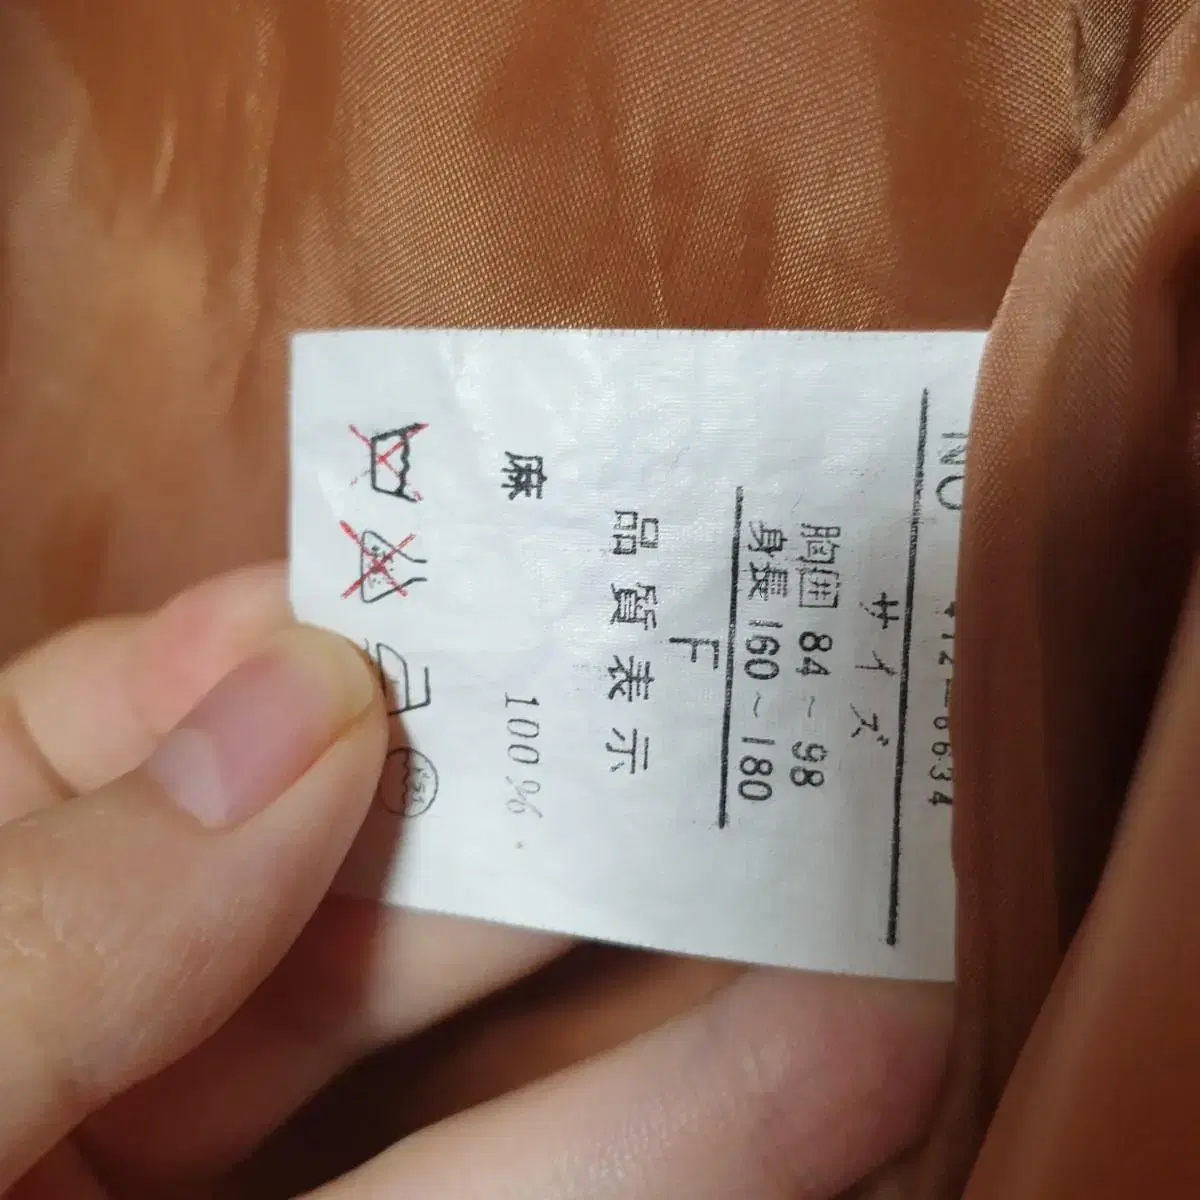 サイズ
胸囲 84~98
身長 160~180
F
品質表示
麻 100%